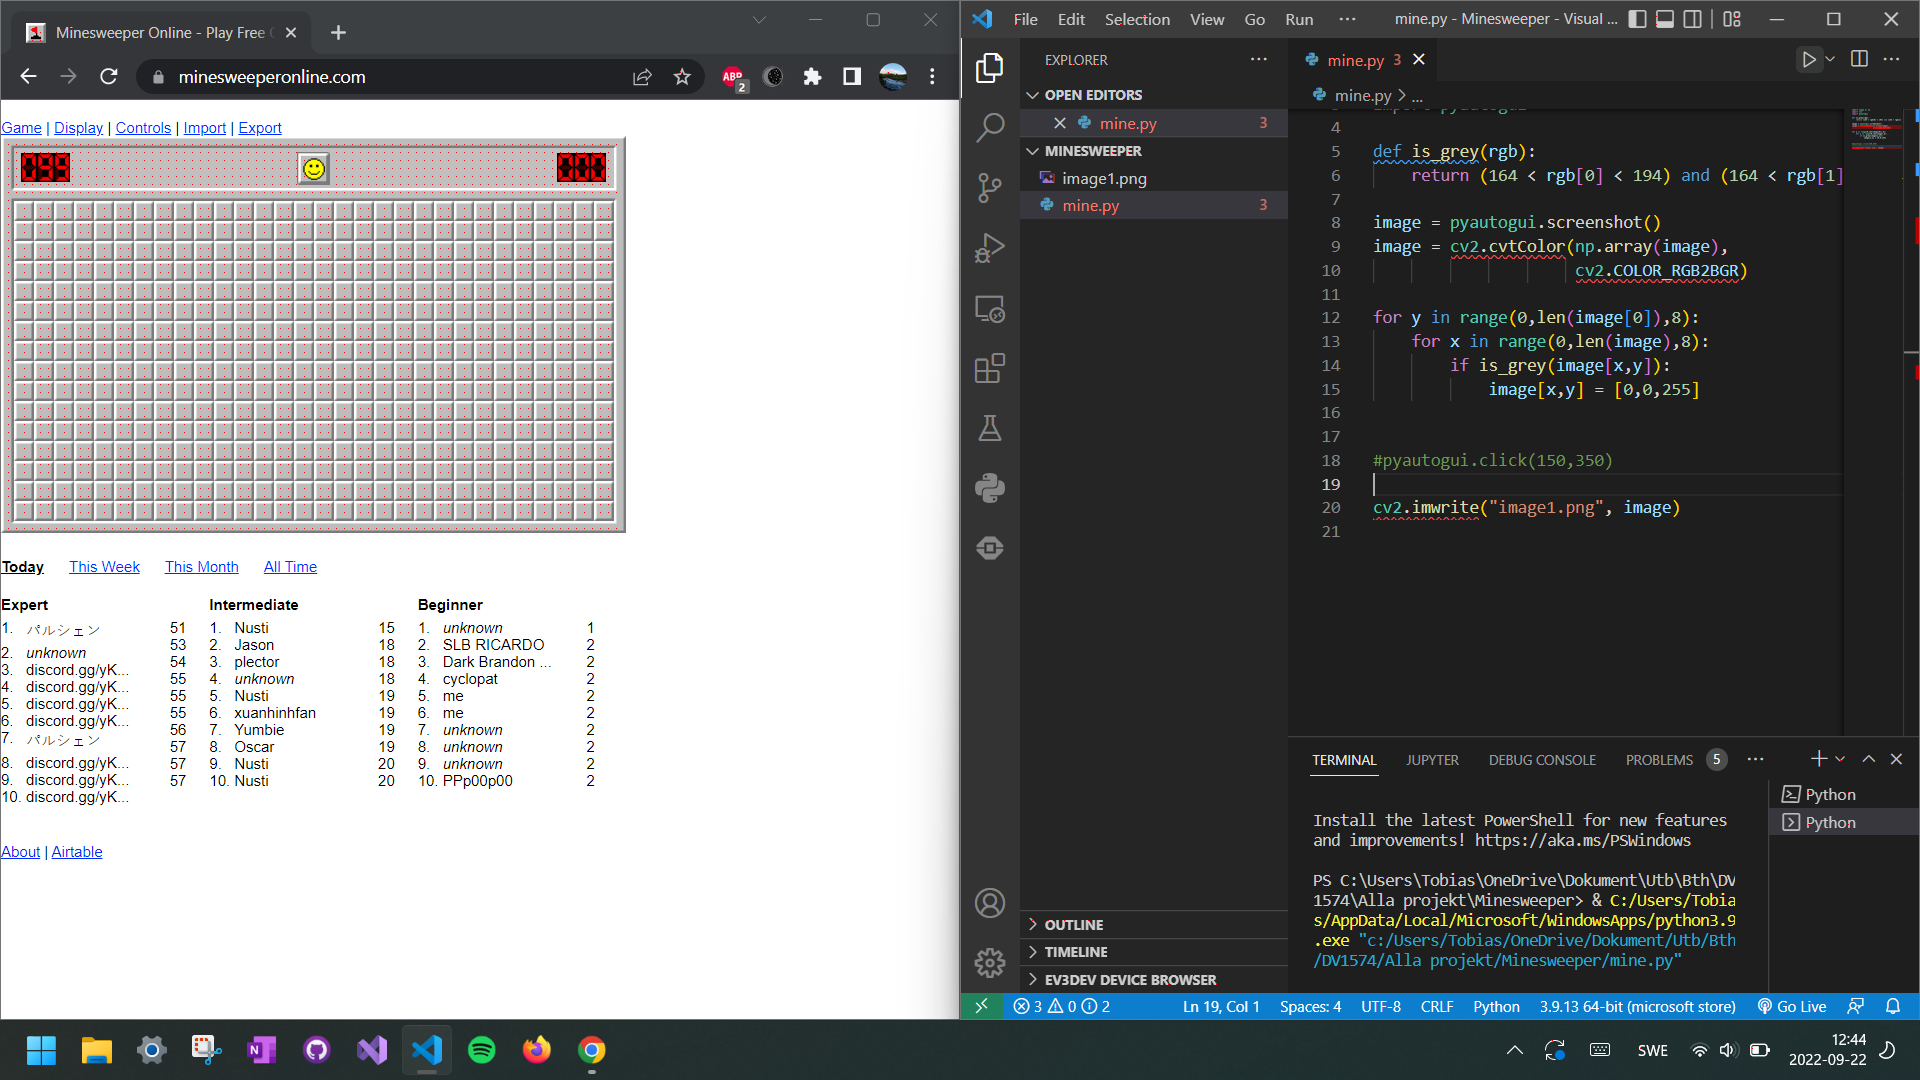 Minesweeper Online - Play Free
minesweeperonline.com
ABP
2
Game | Display | Controls | Import | Export
000
Today This Week This Month All Time
Expert
1. パルシェン 51
2. unknown 53
3. discord.gg/yK... 54
4. discord.gg/yK... 55
5. discord.gg/yK... 55
6. discord.gg/yK... 55
7. パルシェン 56
8. discord.gg/yK... 57
9. discord.gg/yK... 57
10. discord.gg/yK... 57
Intermediate
1. Nusti 15
2. Jason 18
3. plector 18
4. unknown 18
5. Nusti 19
6. xuanhinhfan 19
7. Yumbie 19
8. Oscar 19
9. Nusti 20
10. Nusti 20
Beginner
1. unknown 1
2. SLB RICARDO 2
3. Dark Brandon ... 2
4. cyclopat 2
5. me 2
6. me 2
7. unknown 2
8. unknown 2
9. unknown 2
10. PPp00p00 2
About | Airtable
File Edit Selection View Go Run ... mine.py - Minesweeper - Visual ...
EXPLORER
OPEN EDITORS
mine.py 3
MINESWEEPER
image1.png
mine.py 3
OUTLINE
TIMELINE
EV3DEV DEVICE BROWSER
mine.py 3
mine.py > ...
4
5 def is_grey(rgb):
6 return (164 < rgb[0] < 194) and (164 < rgb[1]
7
8 image = pyautogui.screenshot()
9 image = cv2.cvtColor(np.array(image),
10 cv2.COLOR_RGB2BGR)
11
12 for y in range(0,len(image[0]),8):
13 for x in range(0,len(image),8):
14 if is_grey(image[x,y]):
15 image[x,y] = [0,0,255]
16
17
18 #pyautogui.click(150,350)
19
20 cv2.imwrite("image1.png", image)
21
TERMINAL JUPYTER DEBUG CONSOLE PROBLEMS 5 ...
Python
Python
Install the latest PowerShell for new features
and improvements! https://aka.ms/PSWindows
PS C:\Users\Tobias\OneDrive\Dokument\Utb\Bth\DV
1574\Alla projekt\Minesweeper> & C:/Users/Tobia
s/AppData/Local/Microsoft/WindowsApps/python3.9
.exe "c:/Users/Tobias/OneDrive/Dokument/Utb/Bth
/DV1574/Alla projekt/Minesweeper/mine.py"
3 0 2 Ln 19, Col 1 Spaces: 4 UTF-8 CRLF Python 3.9.13 64-bit (microsoft store) Go Live
SWE
12:44
2022-09-22